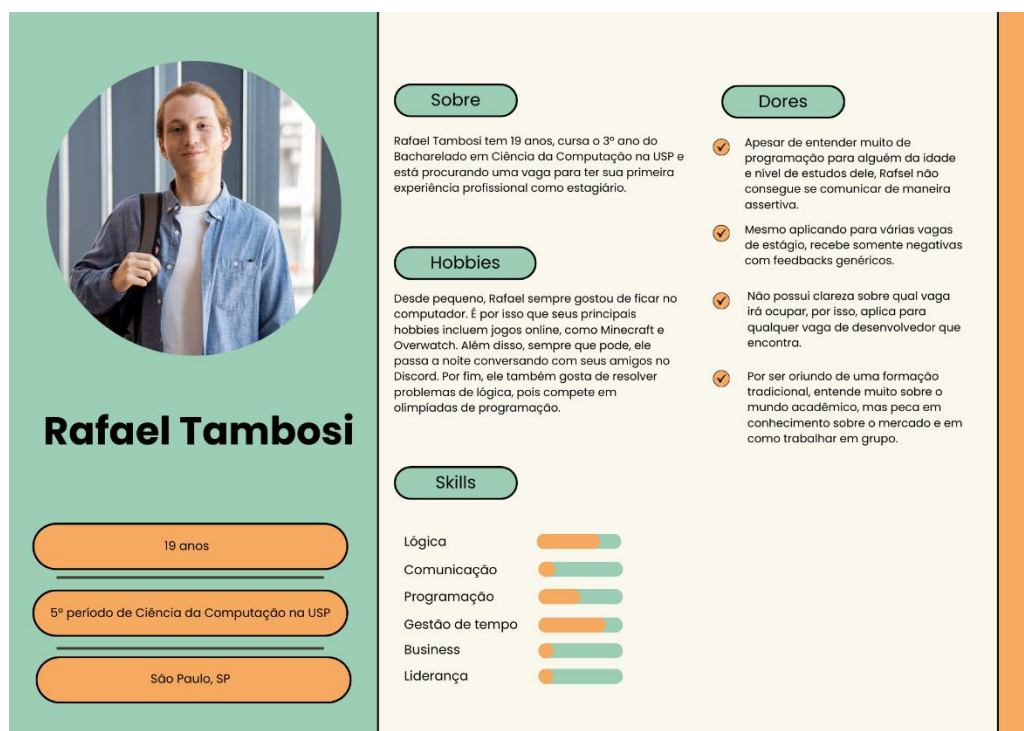 Rafael Tambosi
19 anos
5º período de Ciência da Computação na USP
São Paulo, SP
Sobre
Rafael Tambosi tem 19 anos, cursa o 3º ano do
Bacharelado em Ciência da Computação na USP e
está procurando uma vaga para ter sua primeira
experiência profissional como estagiário.
Hobbies
Desde pequeno, Rafael sempre gostou de ficar no
computador. É por isso que seus principais
hobbies incluem jogos online, como Minecraft e
Overwatch. Além disso, sempre que pode, ele
passa a noite conversando com seus amigos no
Discord. Por fim, ele também gosta de resolver
problemas de lógica, pois compete em
olimpíadas de programação.
Skills
Lógica
Comunicação
Programação
Gestão de tempo
Business
Liderança
Dores
Apesar de entender muito de
programação para alguém da idade
e nível de estudos dele, Rafsel não
consegue se comunicar de maneira
assertiva.
Mesmo aplicando para várias vagas
de estágio, recebe somente negativas
com feedbacks genéricos.
Não possui clareza sobre qual vaga
irá ocupar, por isso, aplica para
qualquer vaga de desenvolvedor que
encontra.
Por ser oriundo de uma formação
tradicional, entende muito sobre o
mundo acadêmico, mas peca em
conhecimento sobre o mercado e em
como trabalhar em grupo.